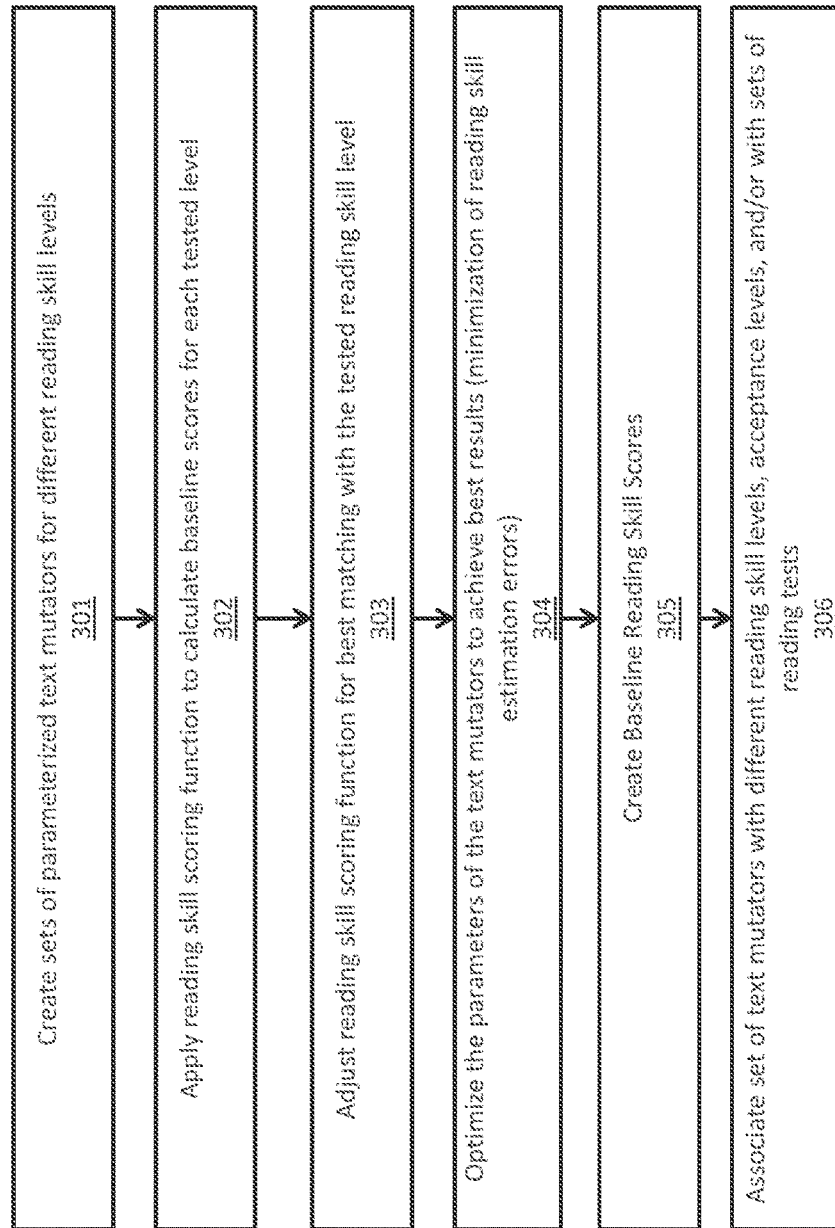 Create sets of parameterized text mutators for different reading skill levels
301
Apply reading skill scoring function to calculate baseline scores for each tested level
302
Adjust reading skill scoring function for best matching with the tested reading skill level
303
Optimize the parameters of the text mutators to achieve best results (minimization of reading skill
estimation errors)
304
Create Baseline Reading Skill Scores
305
Associate set of text mutators with different reading skill levels, acceptance levels, and/or with sets of
reading tests
306